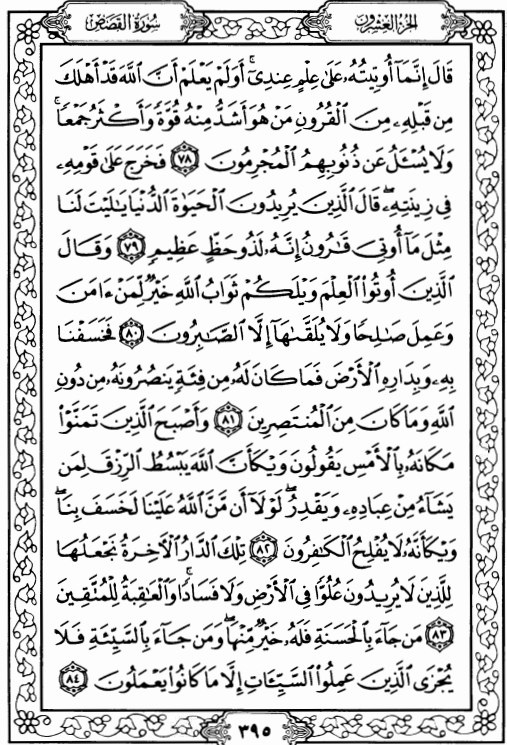 الجزء العشرون
سورة القصص
قَالَ إِنَّمَآ أُوتِيتُهُۥ عَلَىٰ عِلْمٍ عِندِىٓ ۚ أَوَلَمْ يَعْلَمْ أَنَّ ٱللَّهَ قَدْ أَهْلَكَ
مِن قَبْلِهِۦ مِنَ ٱلْقُرُونِ مَنْ هُوَ أَشَدُّ مِنْهُ قُوَّةً وَأَكْثَرُ جَمْعًا ۚ
وَلَا يُسْـَٔلُ عَن ذُنُوبِهِمُ ٱلْمُجْرِمُونَ ٧٨ فَخَرَجَ عَلَىٰ قَوْمِهِۦ
فِى زِينَتِهِۦ ۖ قَالَ ٱلَّذِينَ يُرِيدُونَ ٱلْحَيَوٰةَ ٱلدُّنْيَا يَـٰلَيْتَ لَنَا
مِثْلَ مَآ أُوتِىَ قَـٰرُونُ إِنَّهُۥ لَذُو حَظٍّ عَظِيمٍ ٧٩ وَقَالَ
ٱلَّذِينَ أُوتُوا۟ ٱلْعِلْمَ وَيْلَكُمْ ثَوَابُ ٱللَّهِ خَيْرٌ لِّمَنْ ءَامَنَ
وَعَمِلَ صَـٰلِحًا وَلَا يُلَقَّىٰهَآ إِلَّا ٱلصَّـٰبِرُونَ ٨٠ فَخَسَفْنَا
بِهِۦ وَبِدَارِهِ ٱلْأَرْضَ فَمَا كَانَ لَهُۥ مِن فِئَةٍ يَنصُرُونَهُۥ مِن دُونِ
ٱللَّهِ وَمَا كَانَ مِنَ ٱلْمُنتَصِرِينَ ٨١ وَأَصْبَحَ ٱلَّذِينَ تَمَنَّوْا۟
مَكَانَهُۥ بِٱلْأَمْسِ يَقُولُونَ وَيْكَأَنَّ ٱللَّهَ يَبْسُطُ ٱلرِّزْقَ لِمَن
يَشَآءُ مِنْ عِبَادِهِۦ وَيَقْدِرُ ۖ لَوْلَآ أَن مَّنَّ ٱللَّهُ عَلَيْنَا لَخَسَفَ بِنَا ۖ
وَيْكَأَنَّهُۥ لَا يُفْلِحُ ٱلْكَـٰفِرُونَ ٨٢ تِلْكَ ٱلدَّارُ ٱلْـَٔاخِرَةُ نَجْعَلُهَا
لِلَّذِينَ لَا يُرِيدُونَ عُلُوًّا فِى ٱلْأَرْضِ وَلَا فَسَادًا ۚ وَٱلْعَـٰقِبَةُ لِلْمُتَّقِينَ
٨٣ مَن جَآءَ بِٱلْحَسَنَةِ فَلَهُۥ خَيْرٌ مِّنْهَا ۖ وَمَن جَآءَ بِٱلسَّيِّئَةِ فَلَا
يُجْزَى ٱلَّذِينَ عَمِلُوا۟ ٱلسَّيِّـَٔاتِ إِلَّا مَا كَانُوا۟ يَعْمَلُونَ ٨٤
٣٩٥